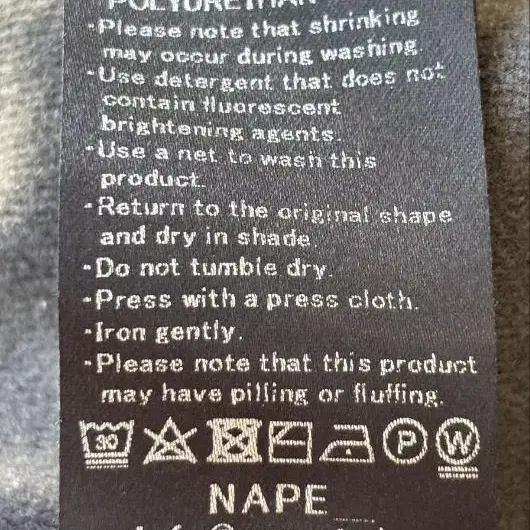 POLYURETHAN
-Please note that shrinking
may occur during washing.
-Use detergent that does not
contain fluorescent
brightening agents.
-Use a net to wash this
product.
-Return to the original shape
and dry in shade.
-Do not tumble dry.
-Press with a press cloth.
-Iron gently.
-Please note that this product
may have pilling or fluffing.
30 P W
NAPE